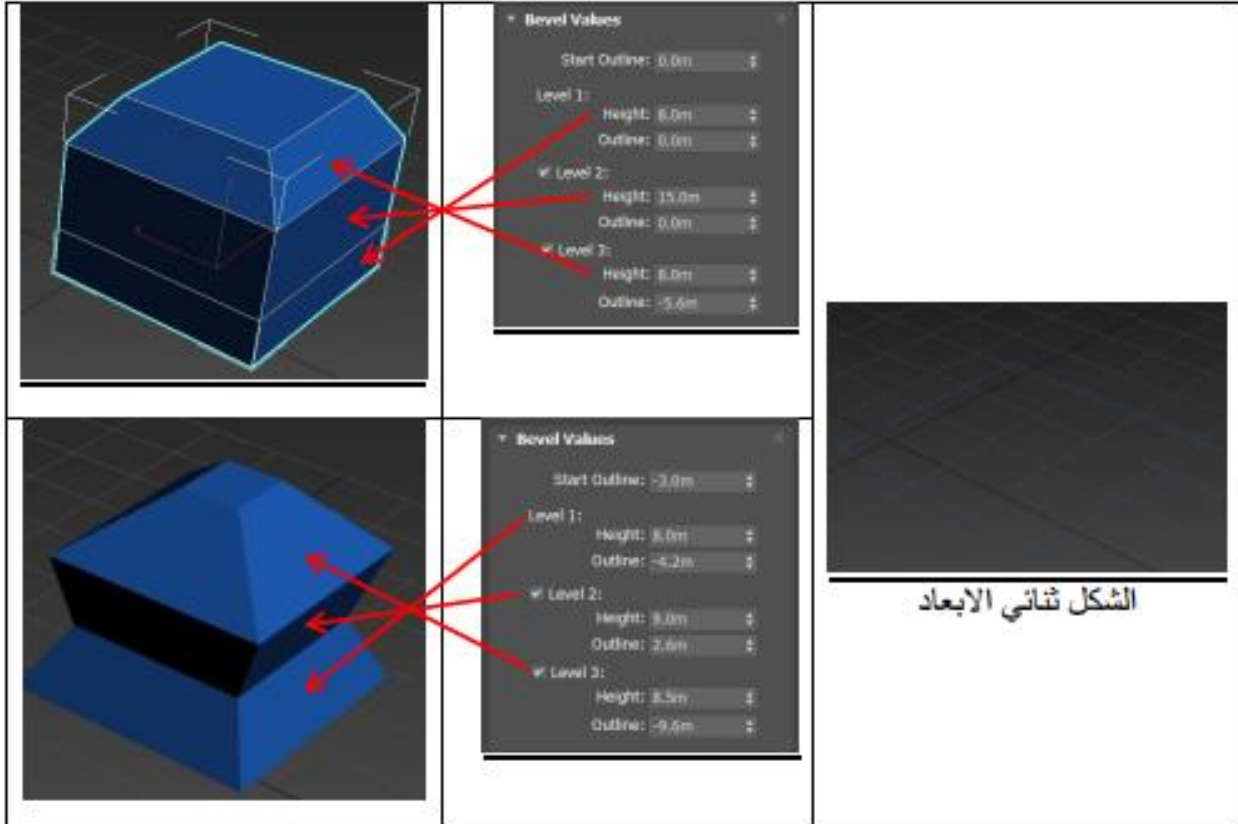 Bevel Values
Start Outline: 0.0m
Level 1:
Height: 8.0m
Outline: 0.0m
Level 2:
Height: 15.0m
Outline: 0.0m
Level 3:
Height: 8.0m
Outline: -5.6m
Bevel Values
Start Outline: -3.0m
Level 1:
Height: 8.0m
Outline: -4.2m
Level 2:
Height: 9.0m
Outline: 2.6m
Level 3:
Height: 8.5m
Outline: -9.6m
الشكل ثنائي الابعاد